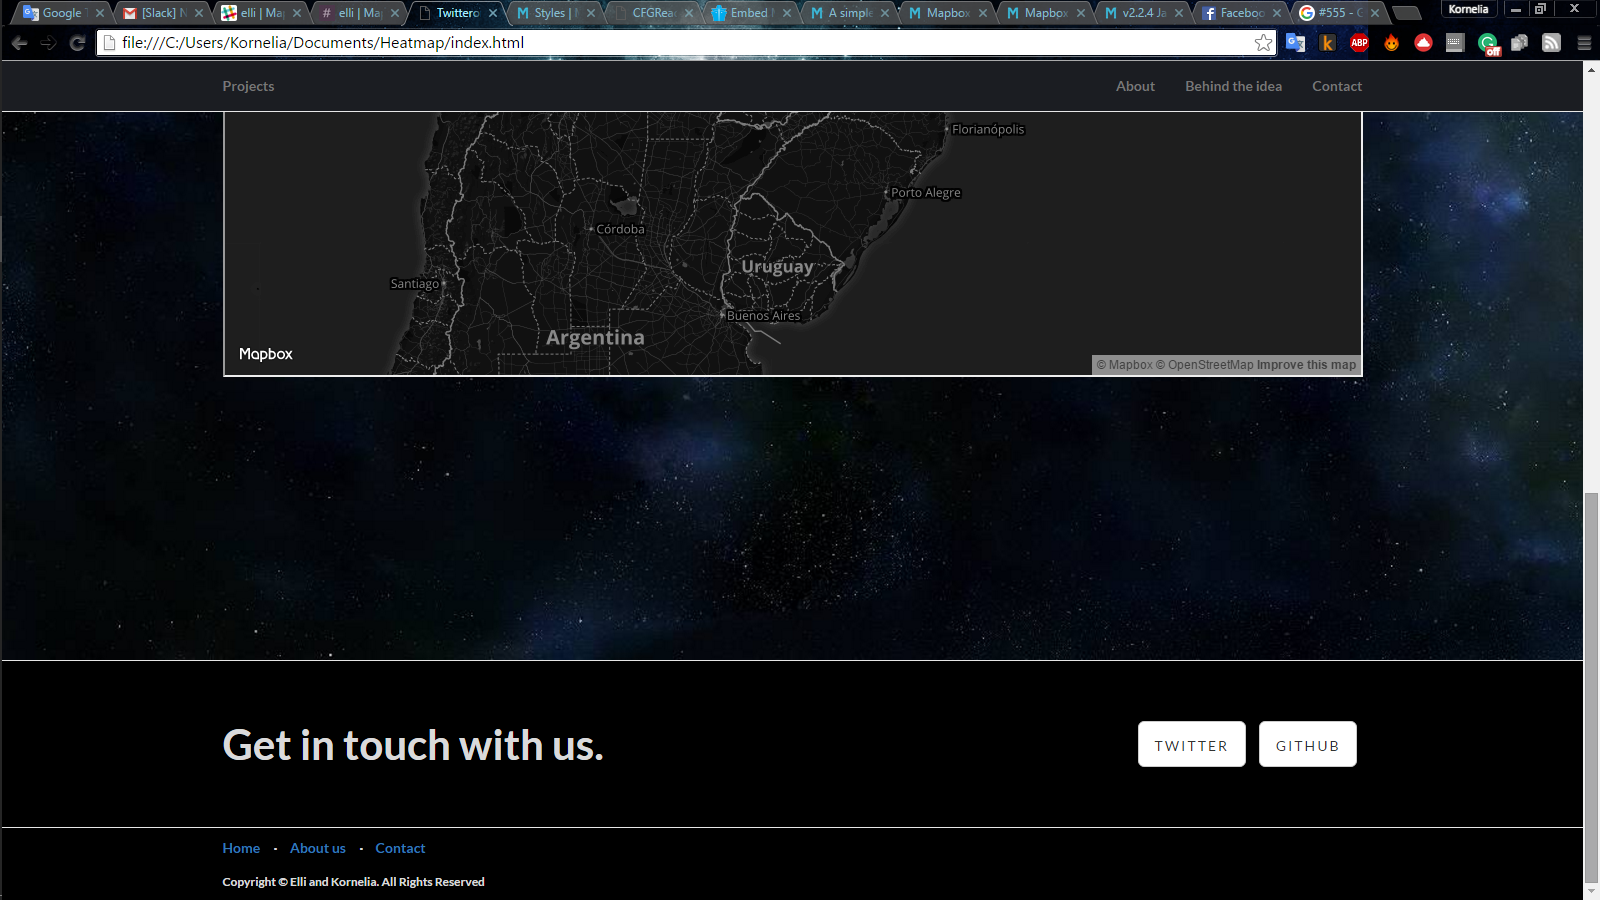 Google T
[Slack] N
elli | Ma
elli | Ma
Twittero
Styles |
CFGRea
Embed
A simple
Mapbox
Mapbox
v2.2.4 Ja
Faceboo
#555 - G
Kornelia
file:///C:/Users/Kornelia/Documents/Heatmap/index.html
ABP
off
Projects
About
Behind the idea
Contact
Florianópolis
Porto Alegre
Córdoba
Uruguay
Santiago
Buenos Aires
Argentina
Mapbox
© Mapbox © OpenStreetMap Improve this map
Get in touch with us.
TWITTER
GITHUB
Home · About us · Contact
Copyright © Elli and Kornelia. All Rights Reserved